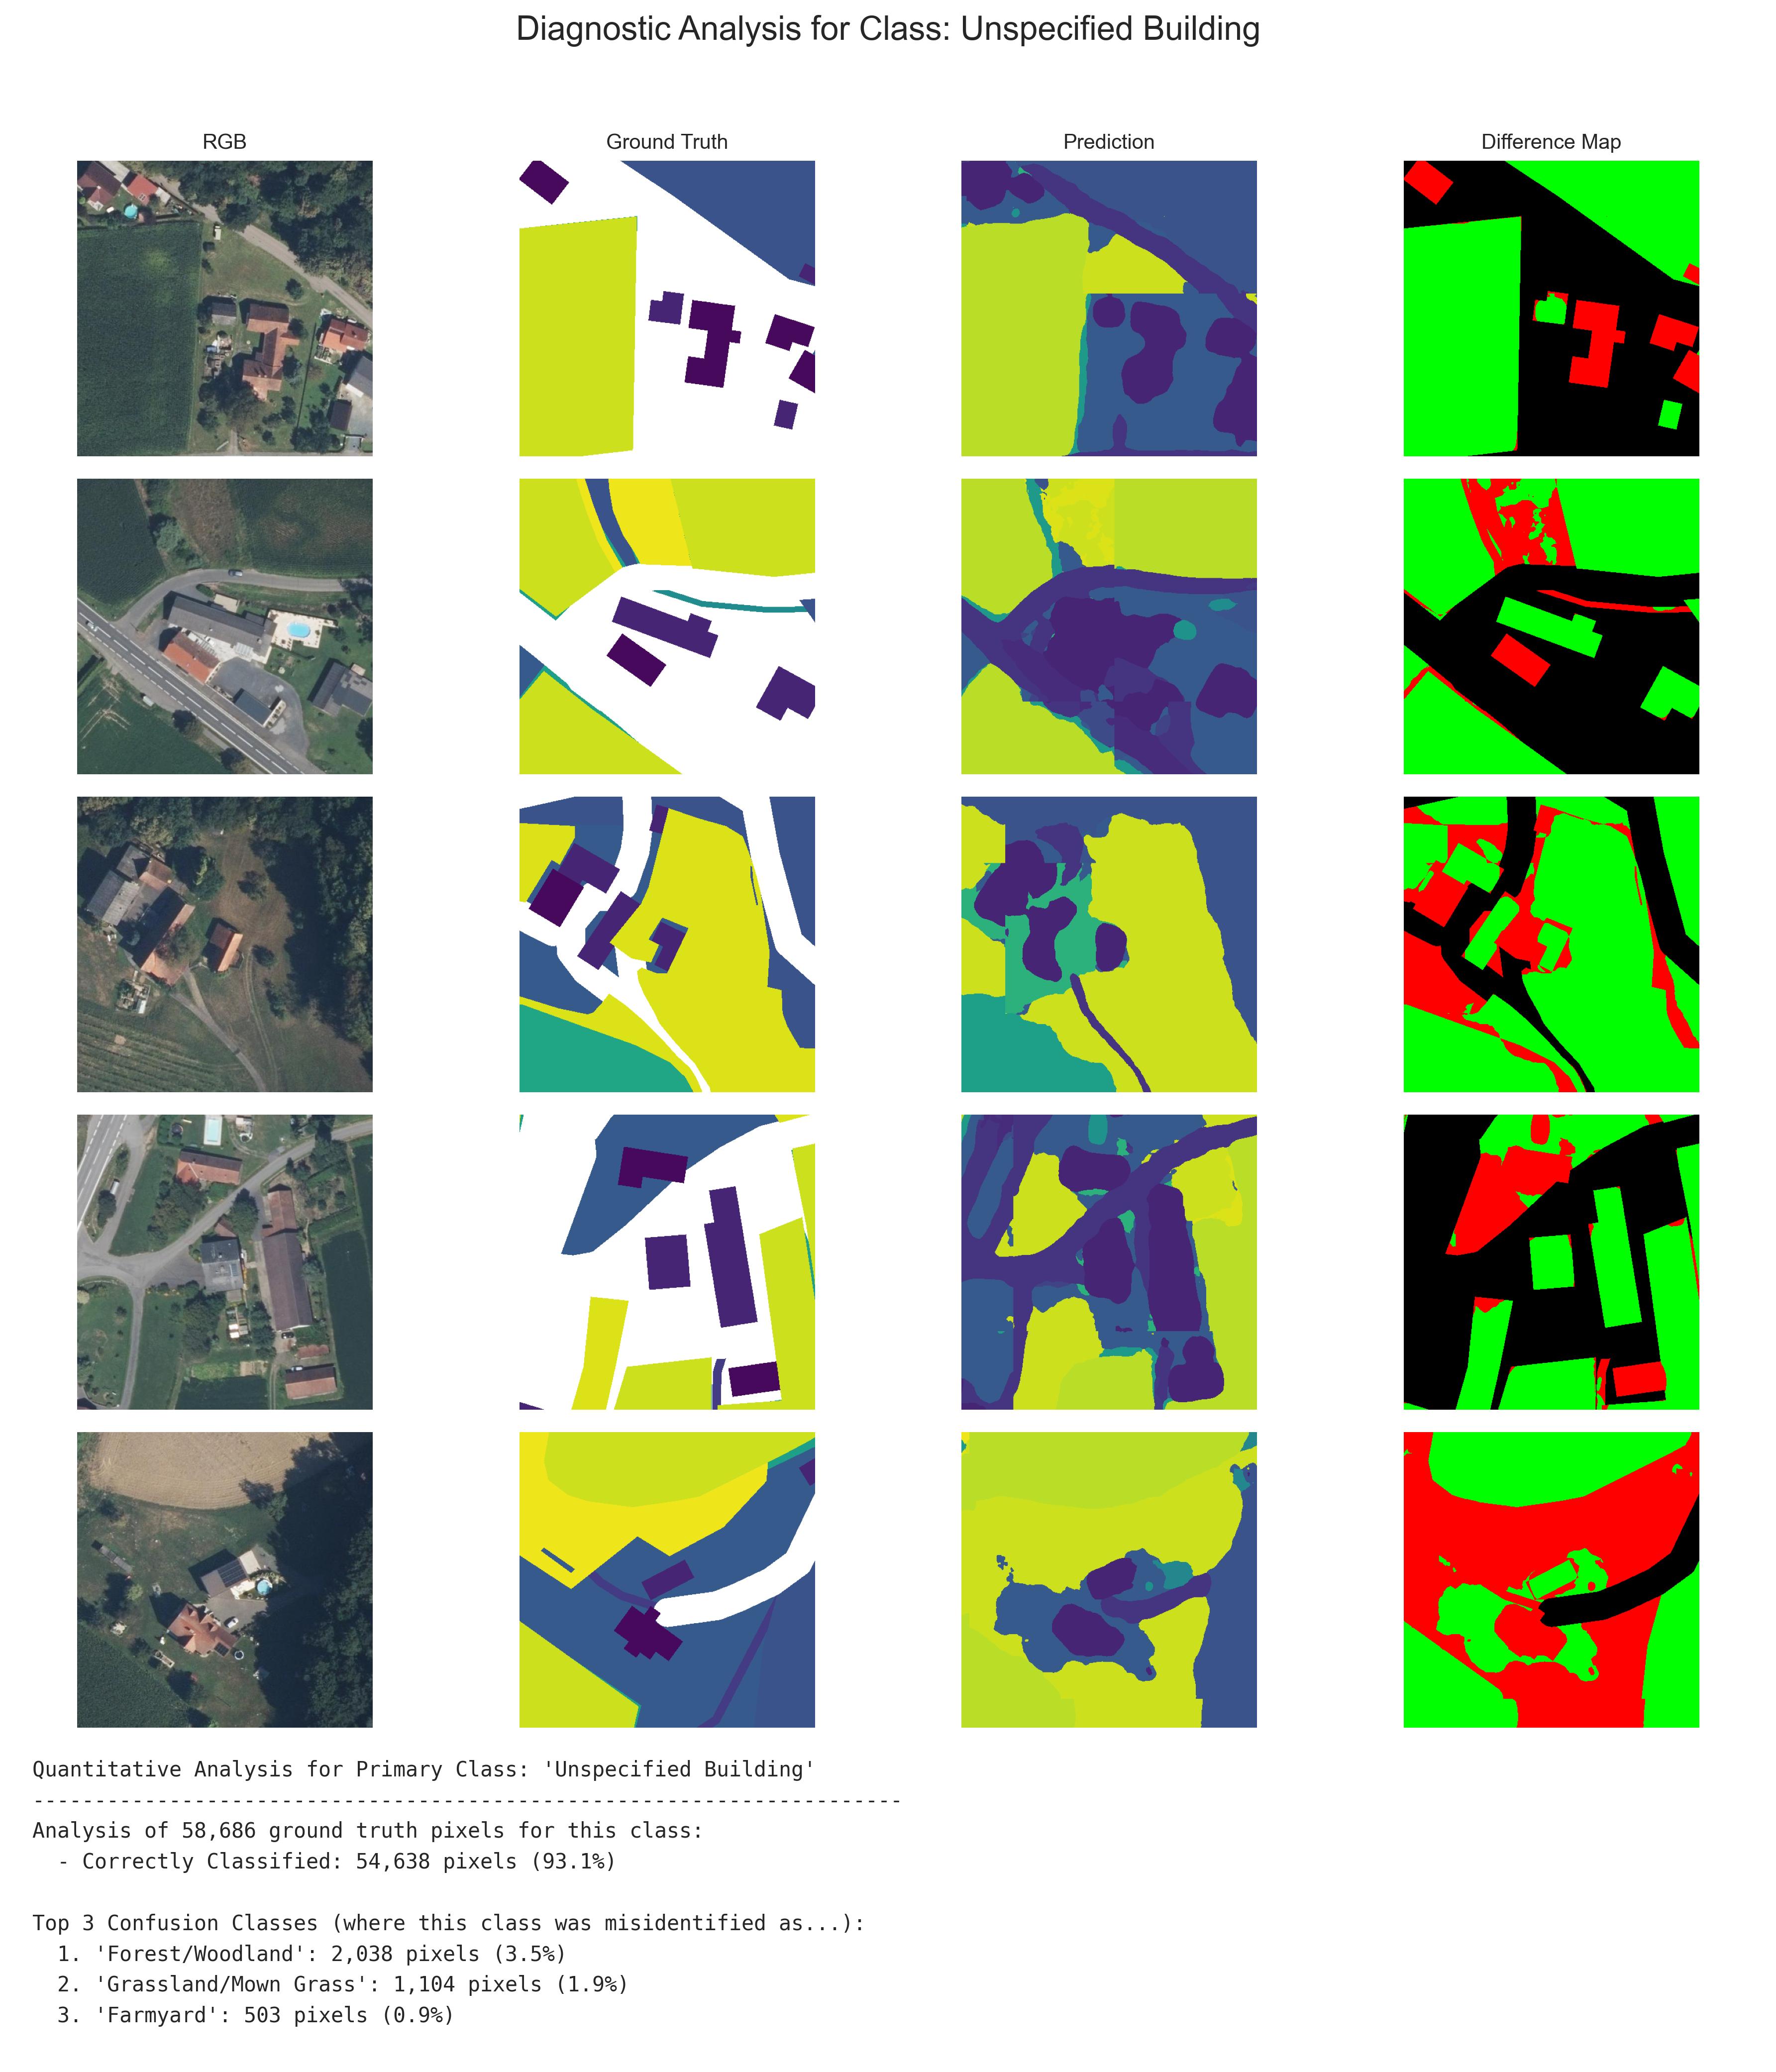 Diagnostic Analysis for Class: Unspecified Building
RGB
Ground Truth
Prediction
Difference Map
Quantitative Analysis for Primary Class: 'Unspecified Building'
----------------------------------------------------------------------
Analysis of 58,686 ground truth pixels for this class:
- Correctly Classified: 54,638 pixels (93.1%)
Top 3 Confusion Classes (where this class was misidentified as...):
1. 'Forest/Woodland': 2,038 pixels (3.5%)
2. 'Grassland/Mown Grass': 1,104 pixels (1.9%)
3. 'Farmyard': 503 pixels (0.9%)